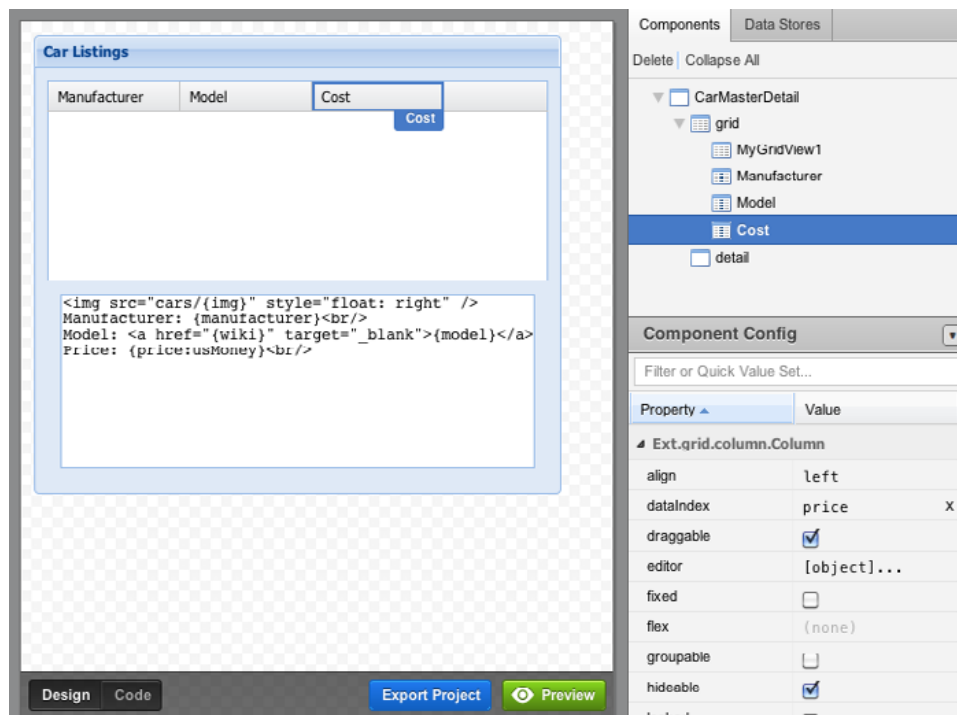 Car Listings
Manufacturer Model Cost
Cost
<img src="cars/{img}" style="float: right" />
Manufacturer: {manufacturer}<br/>
Model: <a href="{wiki}" target="_blank">{model}</a>
Price: {price:usMoney}<br/>
Design Code Export Project Preview
Components Data Stores
Delete Collapse All
CarMasterDetail
grid
MyGridView1
Manufacturer
Model
Cost
detail
Component Config
Filter or Quick Value Set...
Property Value
Ext.grid.column.Column
align left
dataIndex price X
draggable
editor [object]...
fixed
flex (none)
groupable
hideable